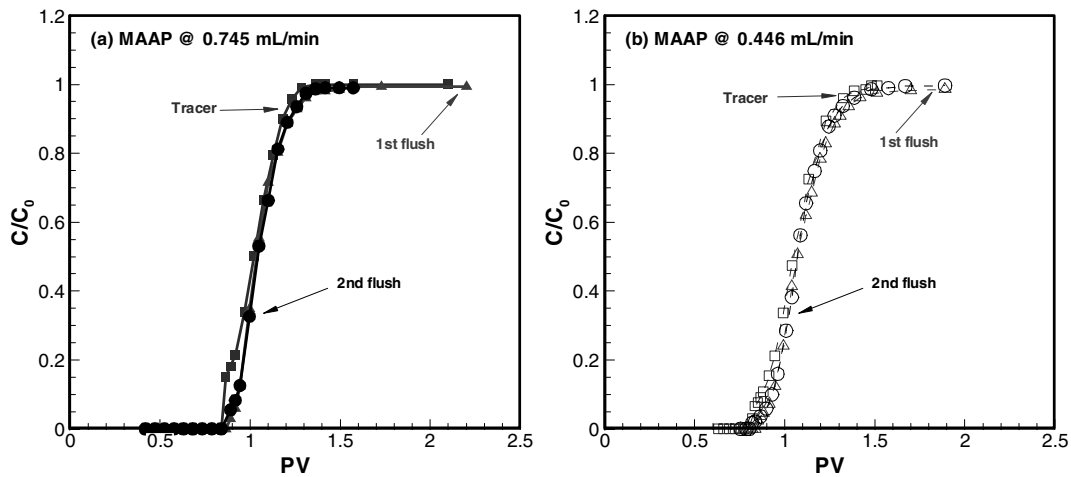 (a) MAAP @ 0.745 mL/min
Tracer
1st flush
2nd flush
C/C0
1.2
1
0.8
0.6
0.4
0.2
0
0 0.5 1 1.5 2 2.5
PV
(b) MAAP @ 0.446 mL/min
Tracer
1st flush
2nd flush
C/C0
1.2
1
0.8
0.6
0.4
0.2
0
0 0.5 1 1.5 2 2.5
PV